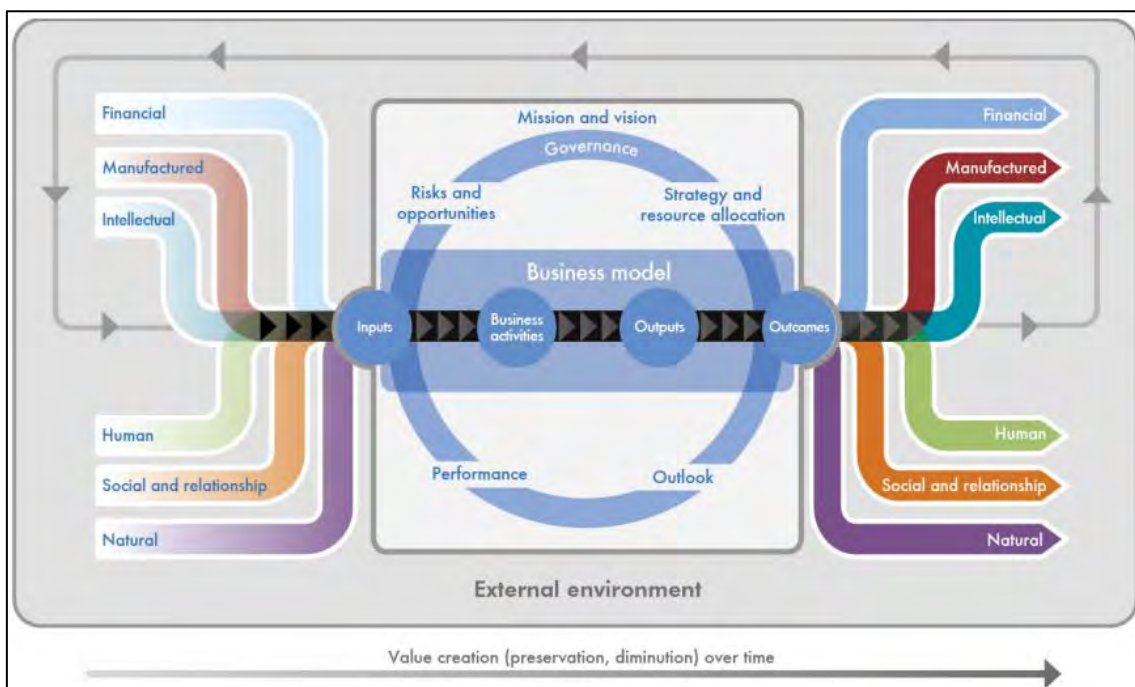 Financial
Manufactured
Intellectual
Human
Social and relationship
Natural
Mission and vision
Governance
Risks and
opportunities
Strategy and
resource allocation
Business model
Inputs
Business
activities
Outputs
Outcomes
Performance
Outlook
Financial
Manufactured
Intellectual
Human
Social and relationship
Natural
External environment
Value creation (preservation, diminution) over time